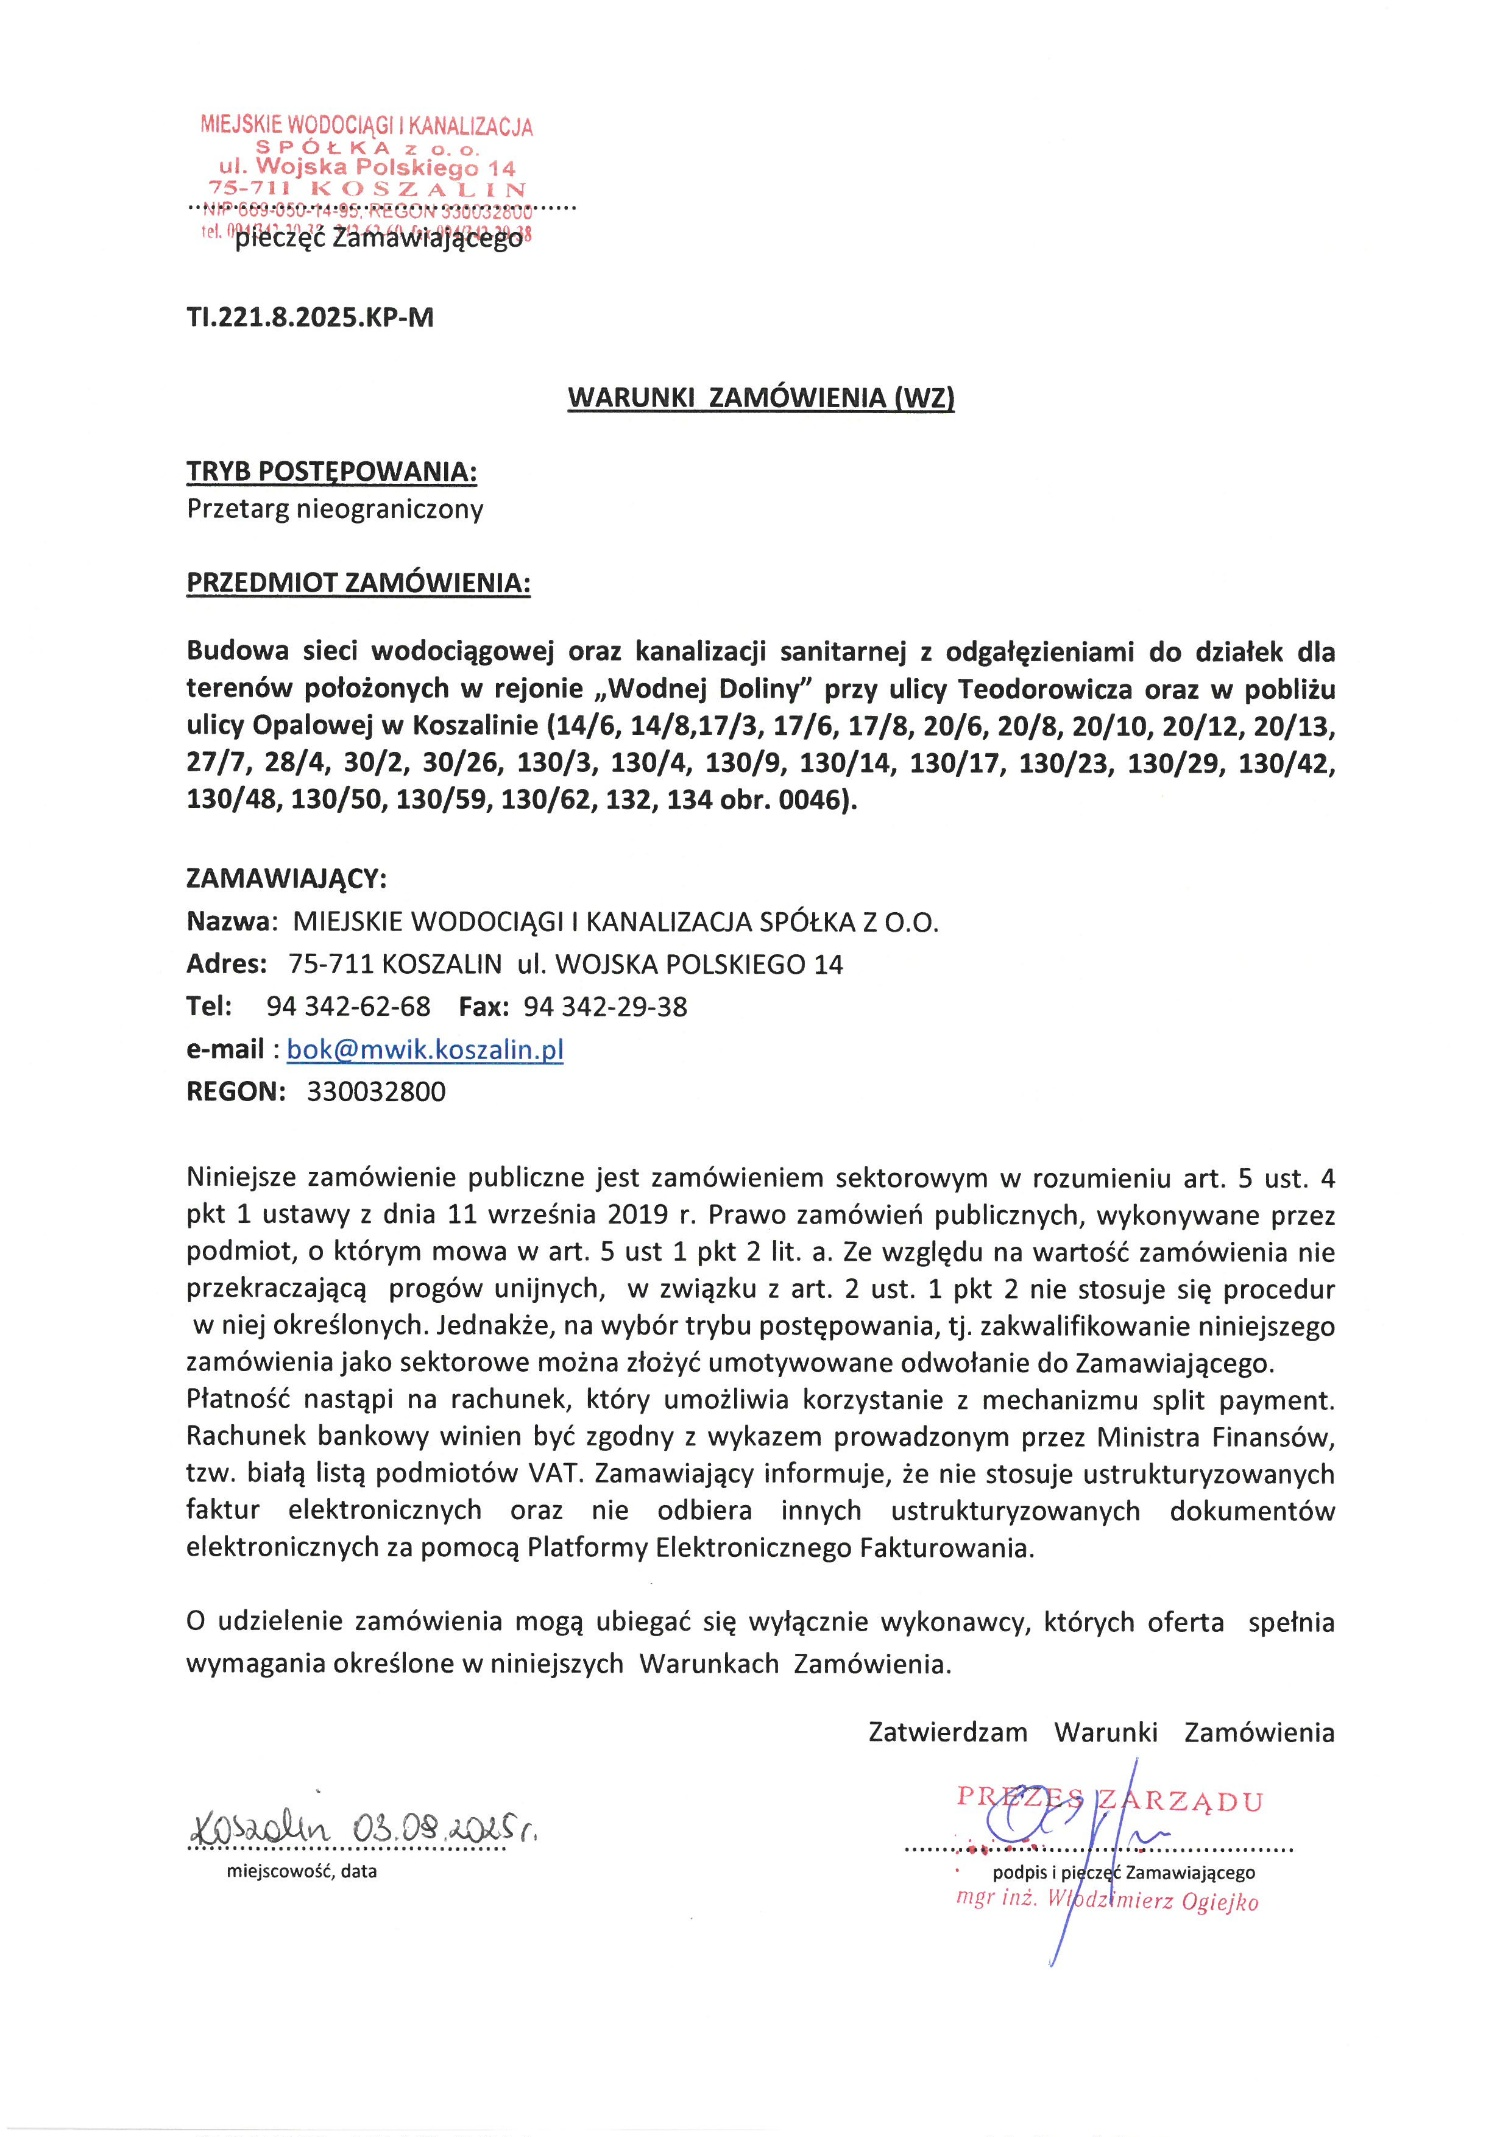 MIEJSKIE WODOCIĄGI I KANALIZACJA
SPÓŁKA z o.o.
ul. Wojska Polskiego 14
75-711 KOSZALIN
NIP 669-050-14-95, REGON 330032800
pieczęć Zamawiającego
TI.221.8.2025.KP-M
WARUNKI ZAMÓWIENIA (WZ)
TRYB POSTĘPOWANIA:
Przetarg nieograniczony
PRZEDMIOT ZAMÓWIENIA:
Budowa sieci wodociągowej oraz kanalizacji sanitarnej z odgałęzieniami do działek dla
terenów położonych w rejonie „Wodnej Doliny” przy ulicy Teodorowicza oraz w pobliżu
ulicy Opalowej w Koszalinie (14/6, 14/8,17/3, 17/6, 17/8, 20/6, 20/8, 20/10, 20/12, 20/13,
27/7, 28/4, 30/2, 30/26, 130/3, 130/4, 130/9, 130/14, 130/17, 130/23, 130/29, 130/42,
130/48, 130/50, 130/59, 130/62, 132, 134 obr. 0046).
ZAMAWIAJĄCY:
Nazwa: MIEJSKIE WODOCIĄGI I KANALIZACJA SPÓŁKA Z O.O.
Adres: 75-711 KOSZALIN ul. WOJSKA POLSKIEGO 14
Tel: 94 342-62-68 Fax: 94 342-29-38
e-mail : bok@mwik.koszalin.pl
REGON: 330032800
Niniejsze zamówienie publiczne jest zamówieniem sektorowym w rozumieniu art. 5 ust. 4
pkt 1 ustawy z dnia 11 września 2019 r. Prawo zamówień publicznych, wykonywane przez
podmiot, o którym mowa w art. 5 ust 1 pkt 2 lit. a. Ze względu na wartość zamówienia nie
przekraczającą progów unijnych, w związku z art. 2 ust. 1 pkt 2 nie stosuje się procedur
w niej określonych. Jednakże, na wybór trybu postępowania, tj. zakwalifikowanie niniejszego
zamówienia jako sektorowe można złożyć umotywowane odwołanie do Zamawiającego.
Płatność nastąpi na rachunek, który umożliwia korzystanie z mechanizmu split payment.
Rachunek bankowy winien być zgodny z wykazem prowadzonym przez Ministra Finansów,
tzw. białą listą podmiotów VAT. Zamawiający informuje, że nie stosuje ustrukturyzowanych
faktur elektronicznych oraz nie odbiera innych ustrukturyzowanych dokumentów
elektronicznych za pomocą Platformy Elektronicznego Fakturowania.
O udzielenie zamówienia mogą ubiegać się wyłącznie wykonawcy, których oferta spełnia
wymagania określone w niniejszych Warunkach Zamówienia.
Zatwierdzam Warunki Zamówienia
PREZES ZARZĄDU
Koszalin 03.09.2025r.
miejscowość, data
podpis i pieczęć Zamawiającego
mgr inż. Włodzimierz Ogiejko